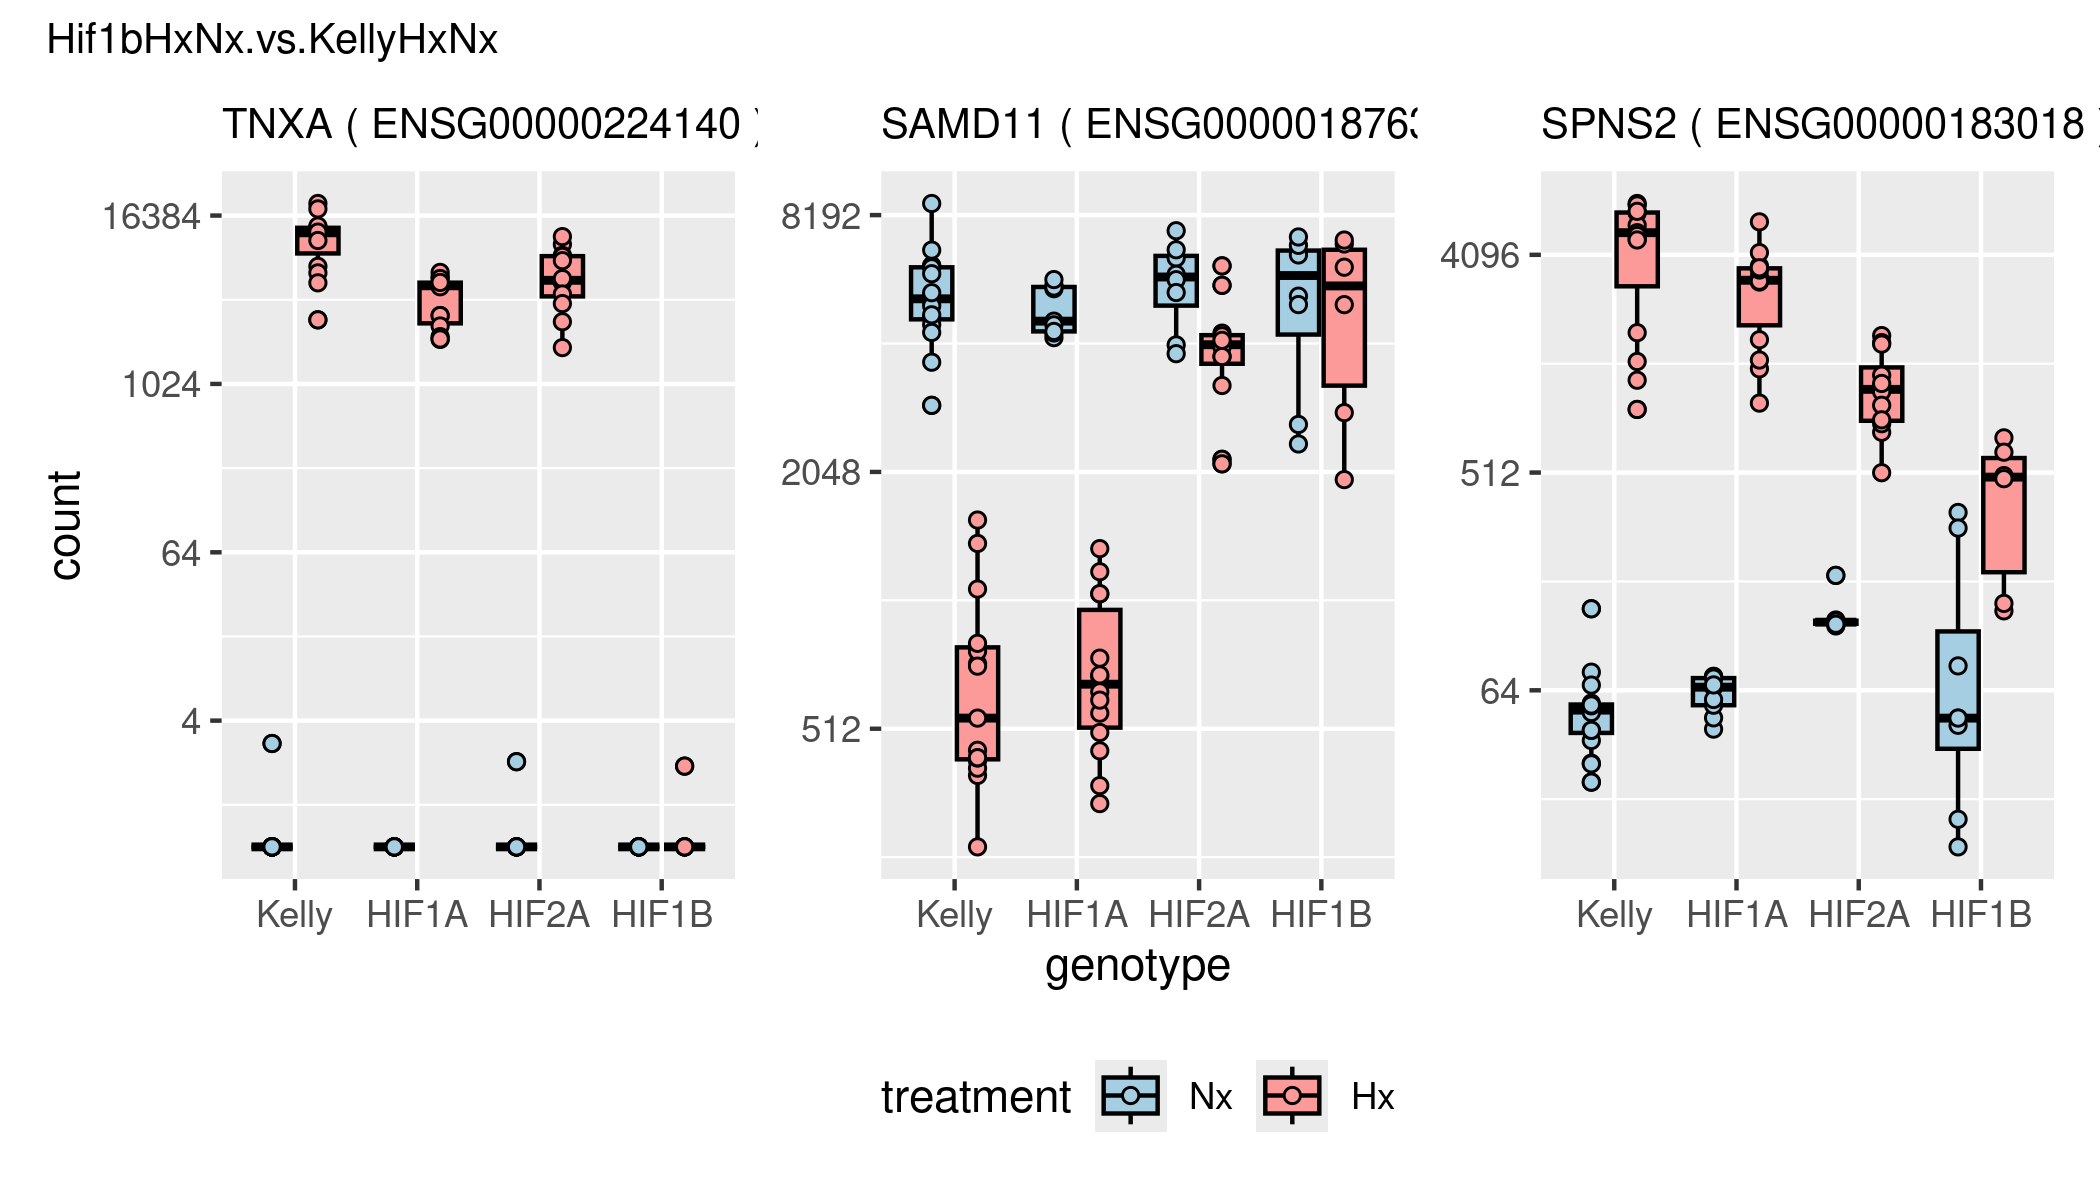 Hif1bHxNx.vs.KellyHxNx
TNXA ( ENSG00000224140 )
SAMD11 ( ENSG0000018763
SPNS2 ( ENSG00000183018 )
count
16384
1024
64
4
8192
2048
512
4096
512
64
Kelly HIF1A HIF2A HIF1B
Kelly HIF1A HIF2A HIF1B
Kelly HIF1A HIF2A HIF1B
genotype
treatment Nx Hx